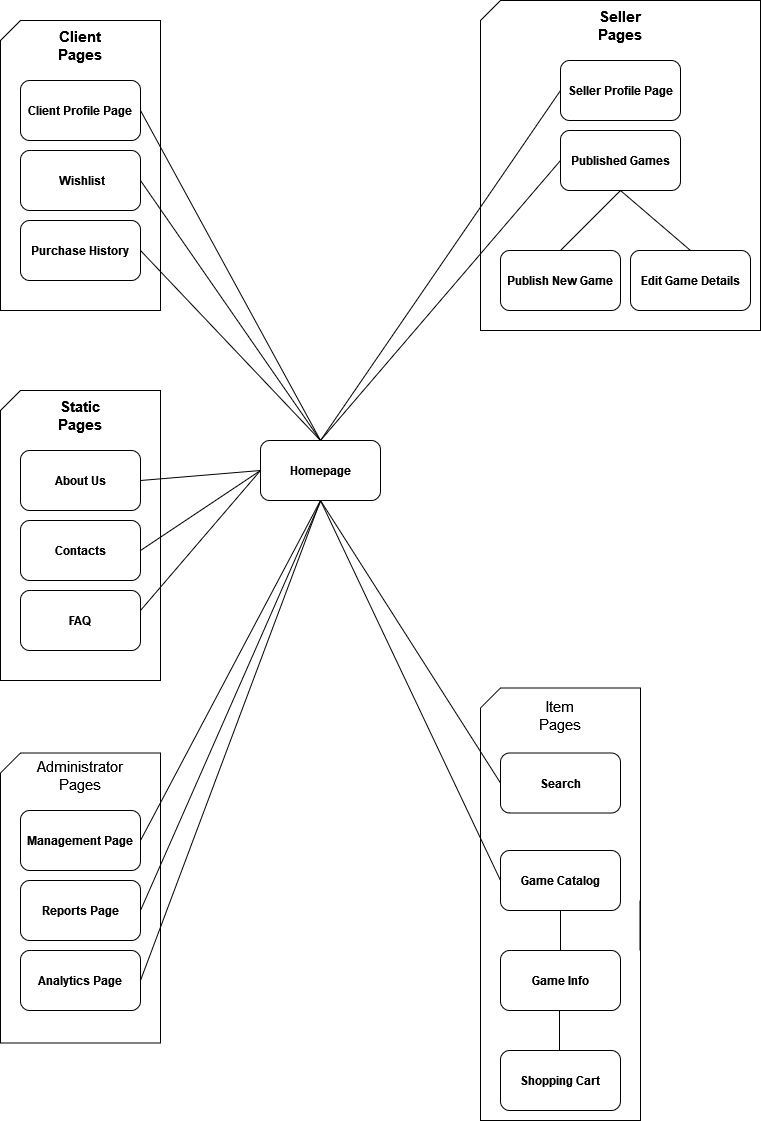 Client
Pages
Client Profile Page
Wishlist
Purchase History
Seller
Pages
Seller Profile Page
Published Games
Publish New Game
Edit Game Details
Static
Pages
About Us
Contacts
FAQ
Homepage
Administrator
Pages
Management Page
Reports Page
Analytics Page
Item
Pages
Search
Game Catalog
Game Info
Shopping Cart